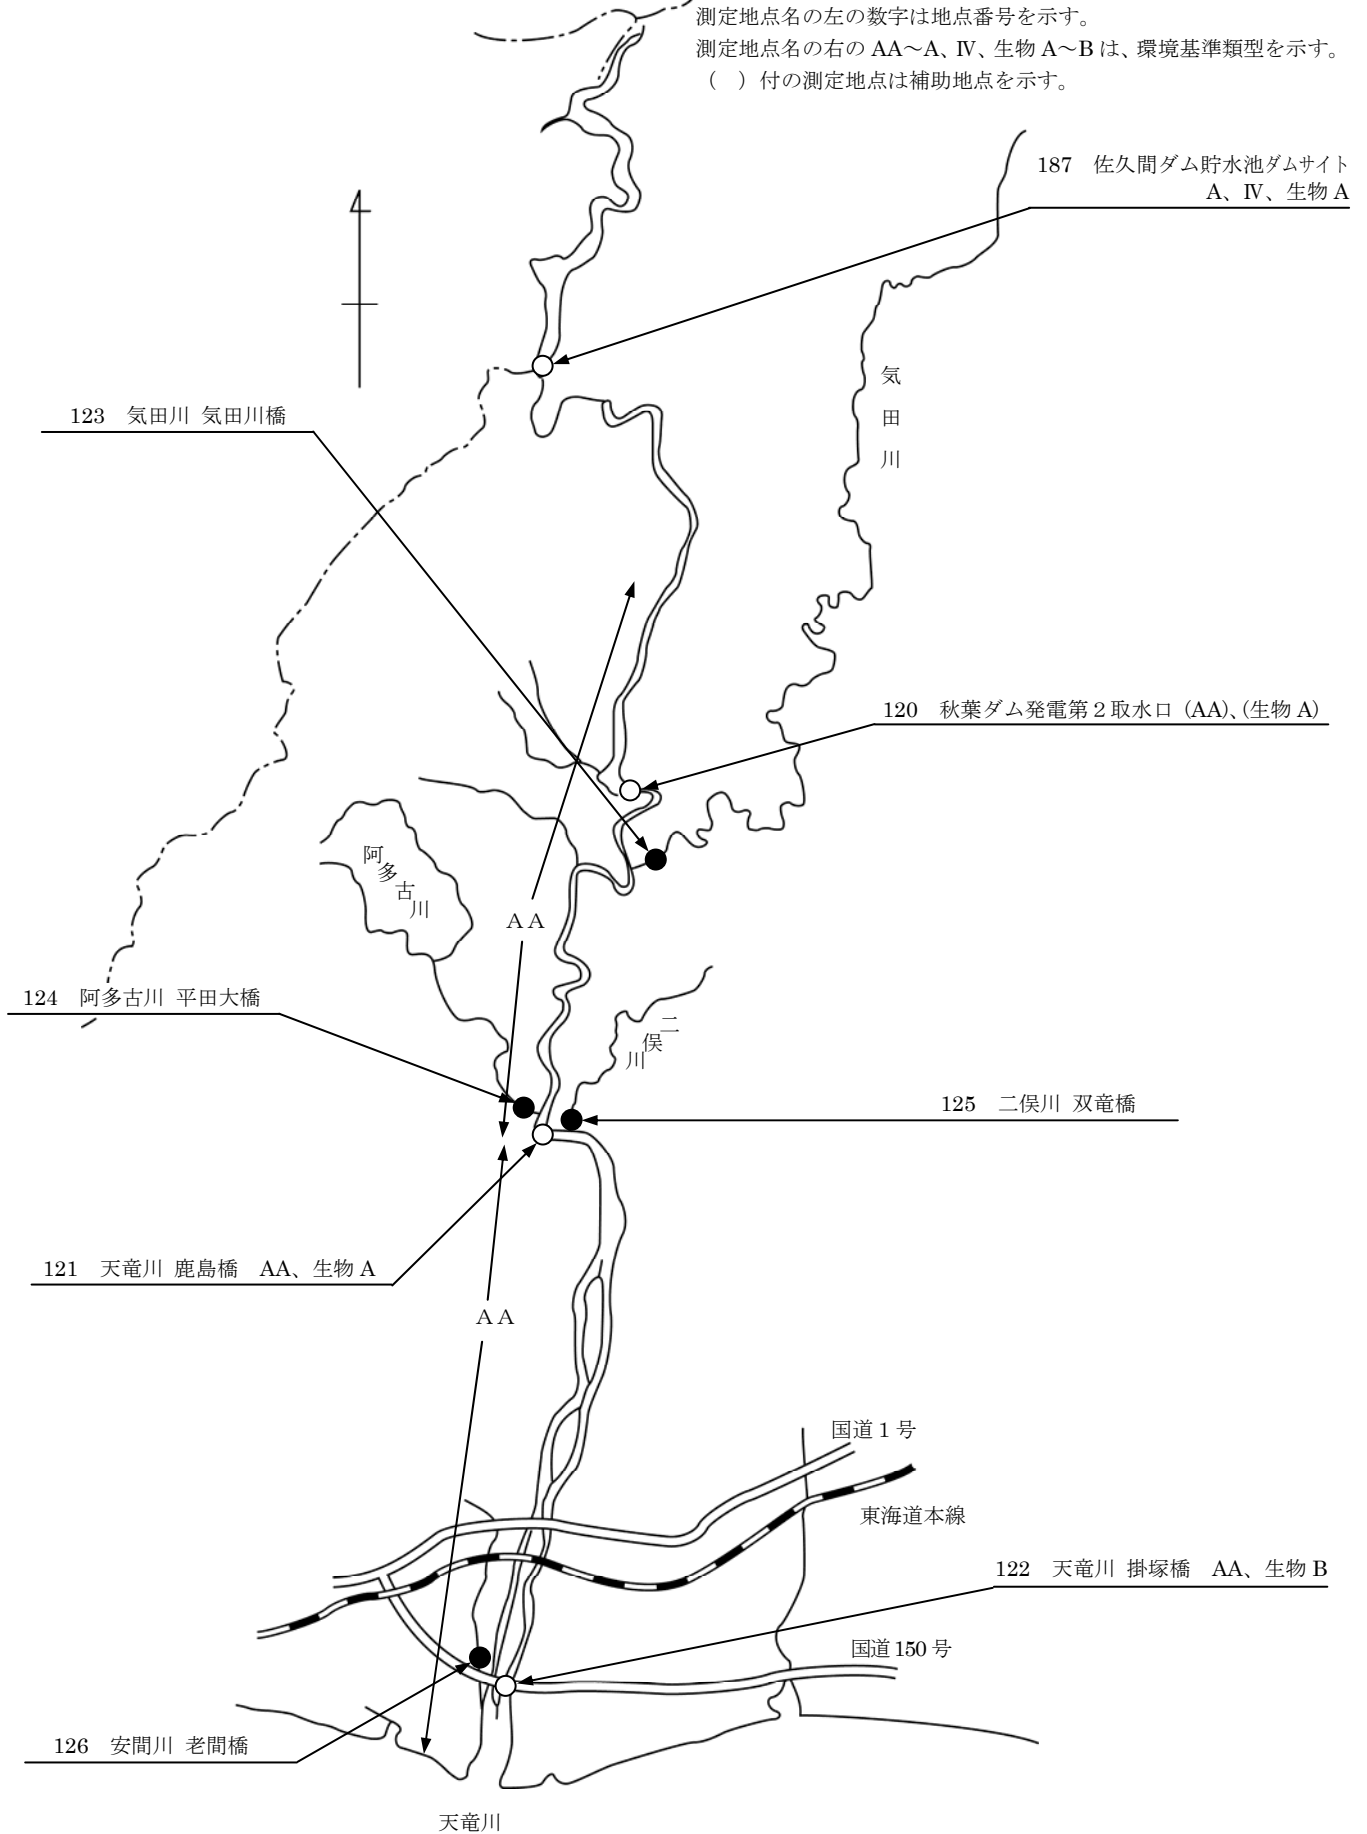 測定地点名の左の数字は地点番号を示す。
測定地点名の右の AA～A、Ⅳ、生物 A～B は、環境基準類型を示す。
（　）付の測定地点は補助地点を示す。
187　佐久間ダム貯水池ダムサイト
A、Ⅳ、生物 A
気田川
123　気田川 気田川橋
120　秋葉ダム発電第２取水口 (AA)、(生物 A)
阿多古川
AA
124　阿多古川 平田大橋
二俣川
125　二俣川 双竜橋
121　天竜川 鹿島橋　AA、生物 A
AA
国道 1 号
東海道本線
122　天竜川 掛塚橋　AA、生物 B
国道 150 号
126　安間川 老間橋
天竜川